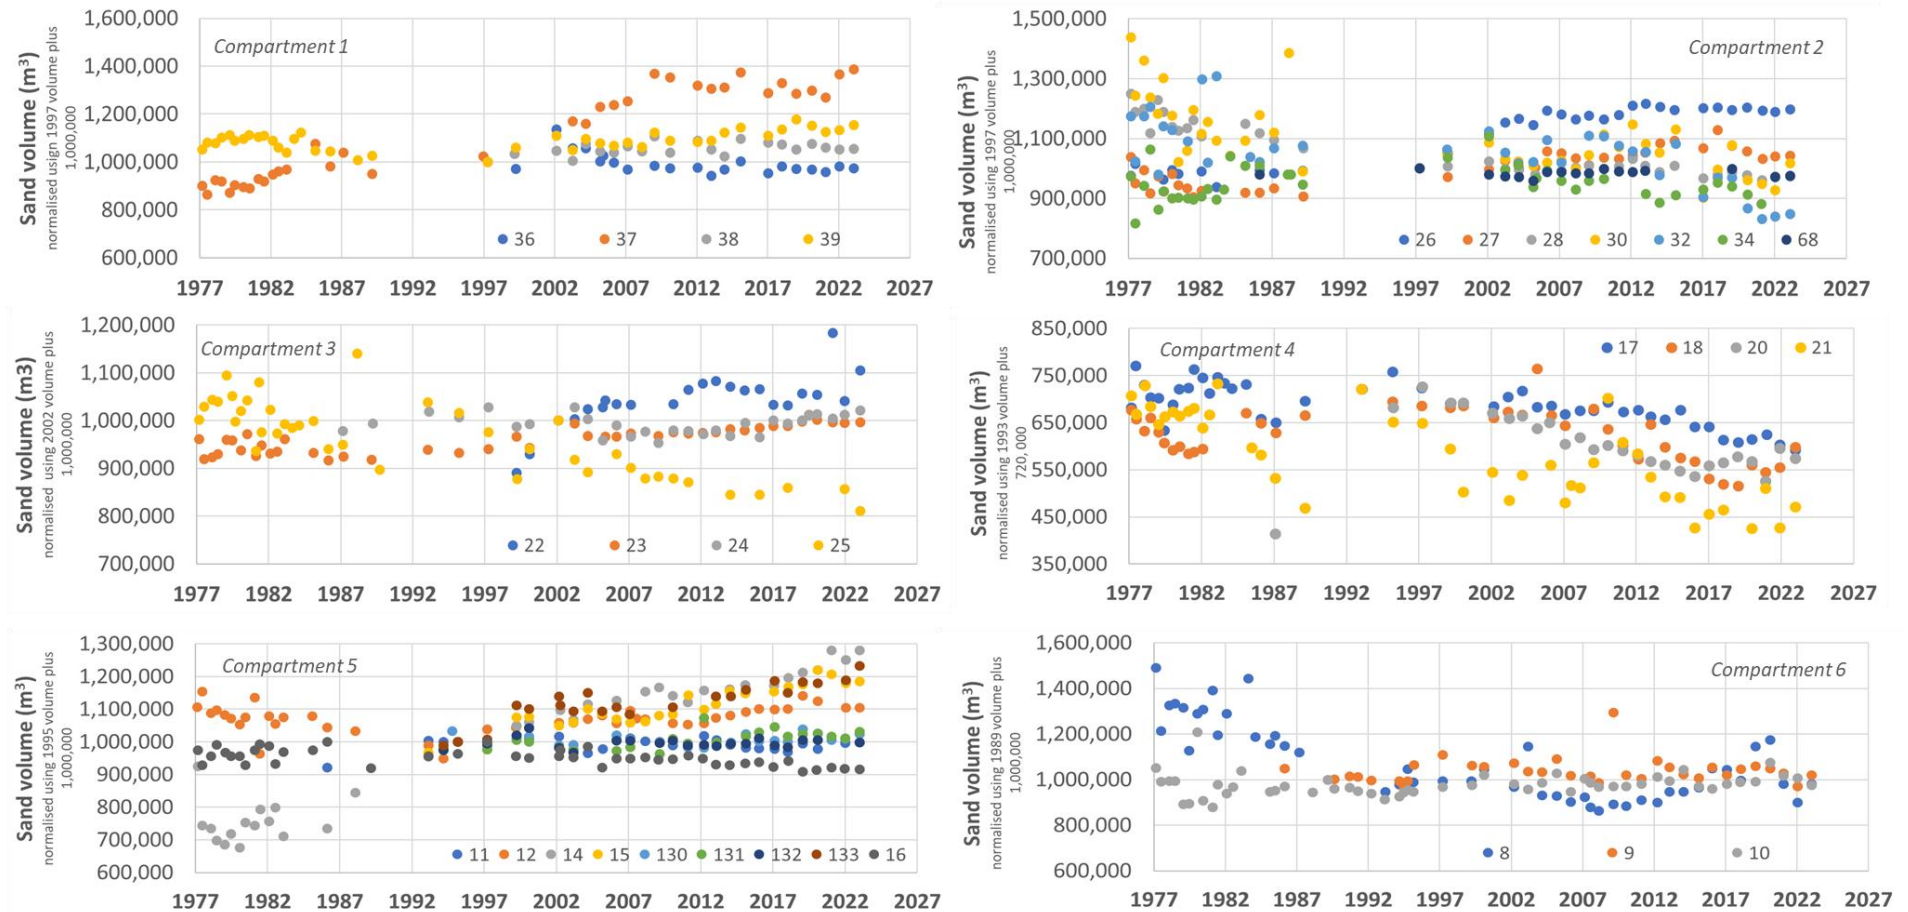 Compartment 1
Sand volume (m³)
normalised usign 1997 volume plus
1,000,000
1,600,000
1,400,000
1,200,000
1,000,000
800,000
600,000
36 37 38 39
1977 1982 1987 1992 1997 2002 2007 2012 2017 2022 2027
Compartment 2
Sand volume (m³)
normalised using 1997 volume plus
1,000,000
1,500,000
1,300,000
1,100,000
900,000
700,000
26 27 28 30 32 34 68
1977 1982 1987 1992 1997 2002 2007 2012 2017 2022 2027
Compartment 3
Sand volume (m3)
normalised using 2002 volume plus
1,000,000
1,200,000
1,100,000
1,000,000
900,000
800,000
700,000
22 23 24 25
1977 1982 1987 1992 1997 2002 2007 2012 2017 2022 2027
Compartment 4
Sand volume (m³)
normalised using 1993 volume plus
720,000
850,000
750,000
650,000
550,000
450,000
350,000
17 18 20 21
1977 1982 1987 1992 1997 2002 2007 2012 2017 2022 2027
Compartment 5
Sand volume (m³)
normalised using 1995 volume plus
1,000,000
1,300,000
1,200,000
1,100,000
1,000,000
900,000
800,000
700,000
600,000
11 12 14 15 130 131 132 133 16
1977 1982 1987 1992 1997 2002 2007 2012 2017 2022 2027
Compartment 6
Sand volume (m³)
normalised using 1989 volume plus
1,000,000
1,600,000
1,400,000
1,200,000
1,000,000
800,000
600,000
8 9 10
1977 1982 1987 1992 1997 2002 2007 2012 2017 2022 2027